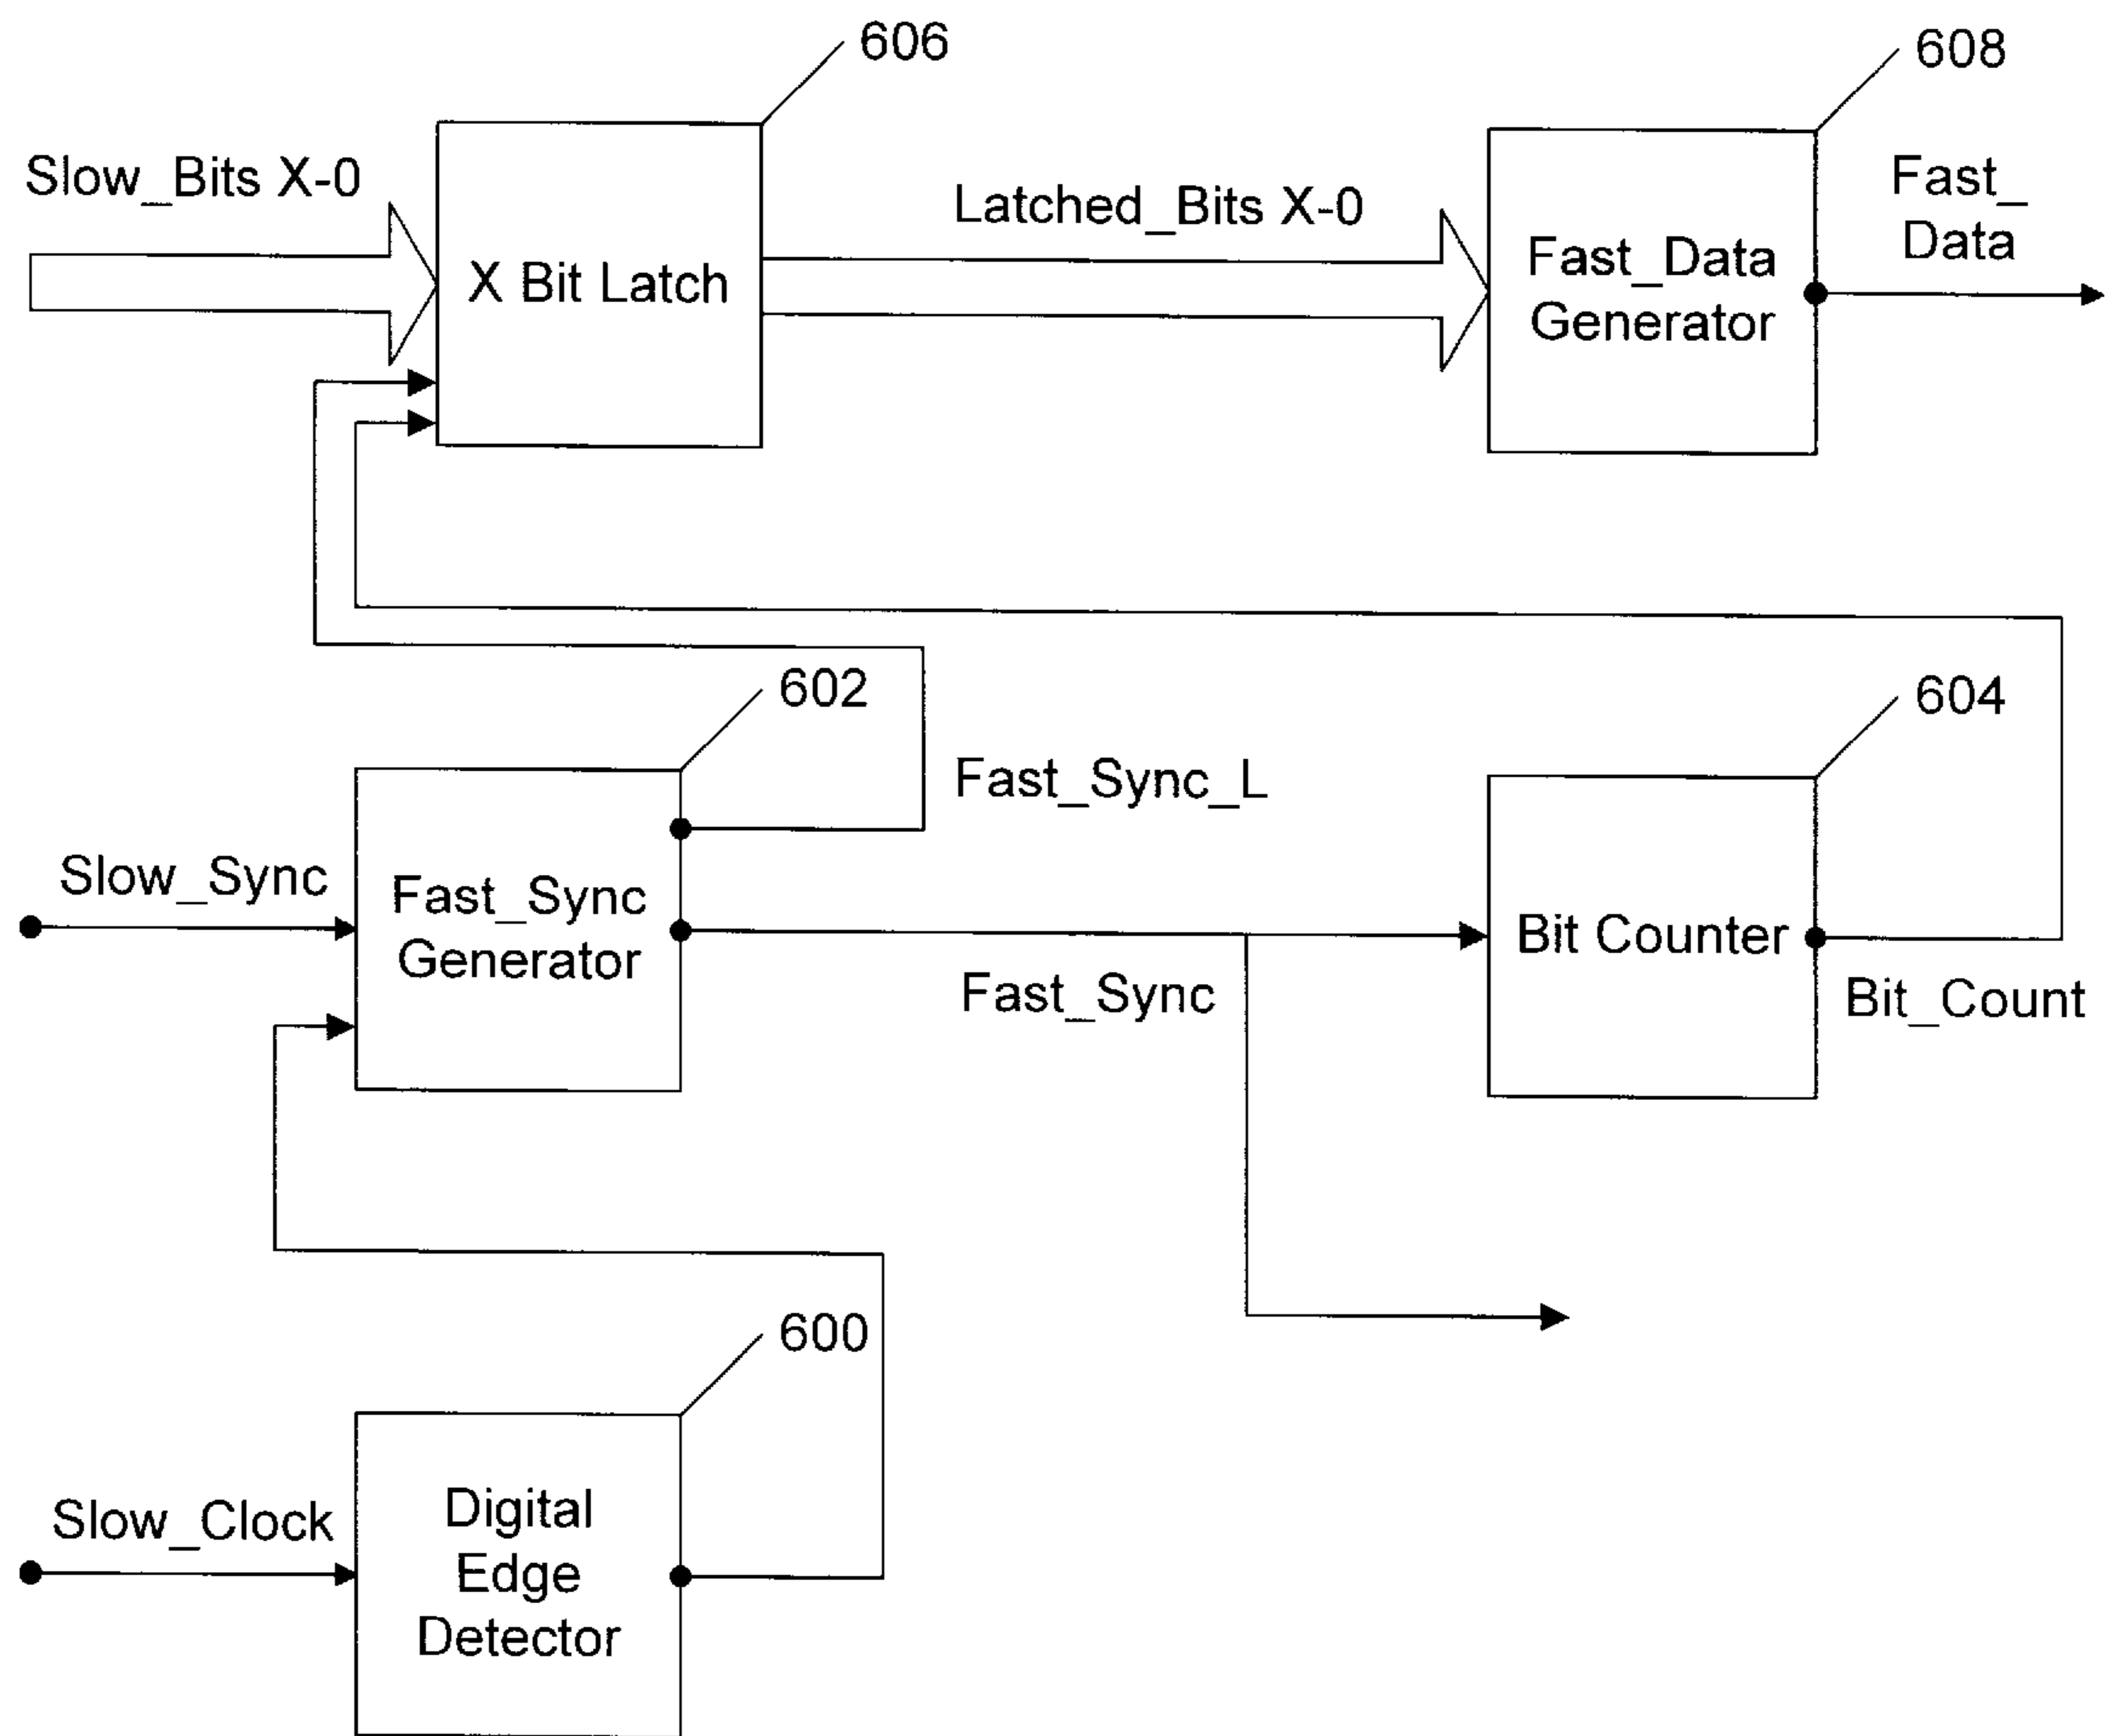 606
608
Slow_Bits X-0
X Bit Latch
Latched_Bits X-0
Fast_Data
Generator
Fast_
Data
602
604
Fast_Sync_L
Slow_Sync
Fast_Sync
Generator
Fast_Sync
Bit Counter
Bit_Count
600
Slow_Clock
Digital
Edge
Detector